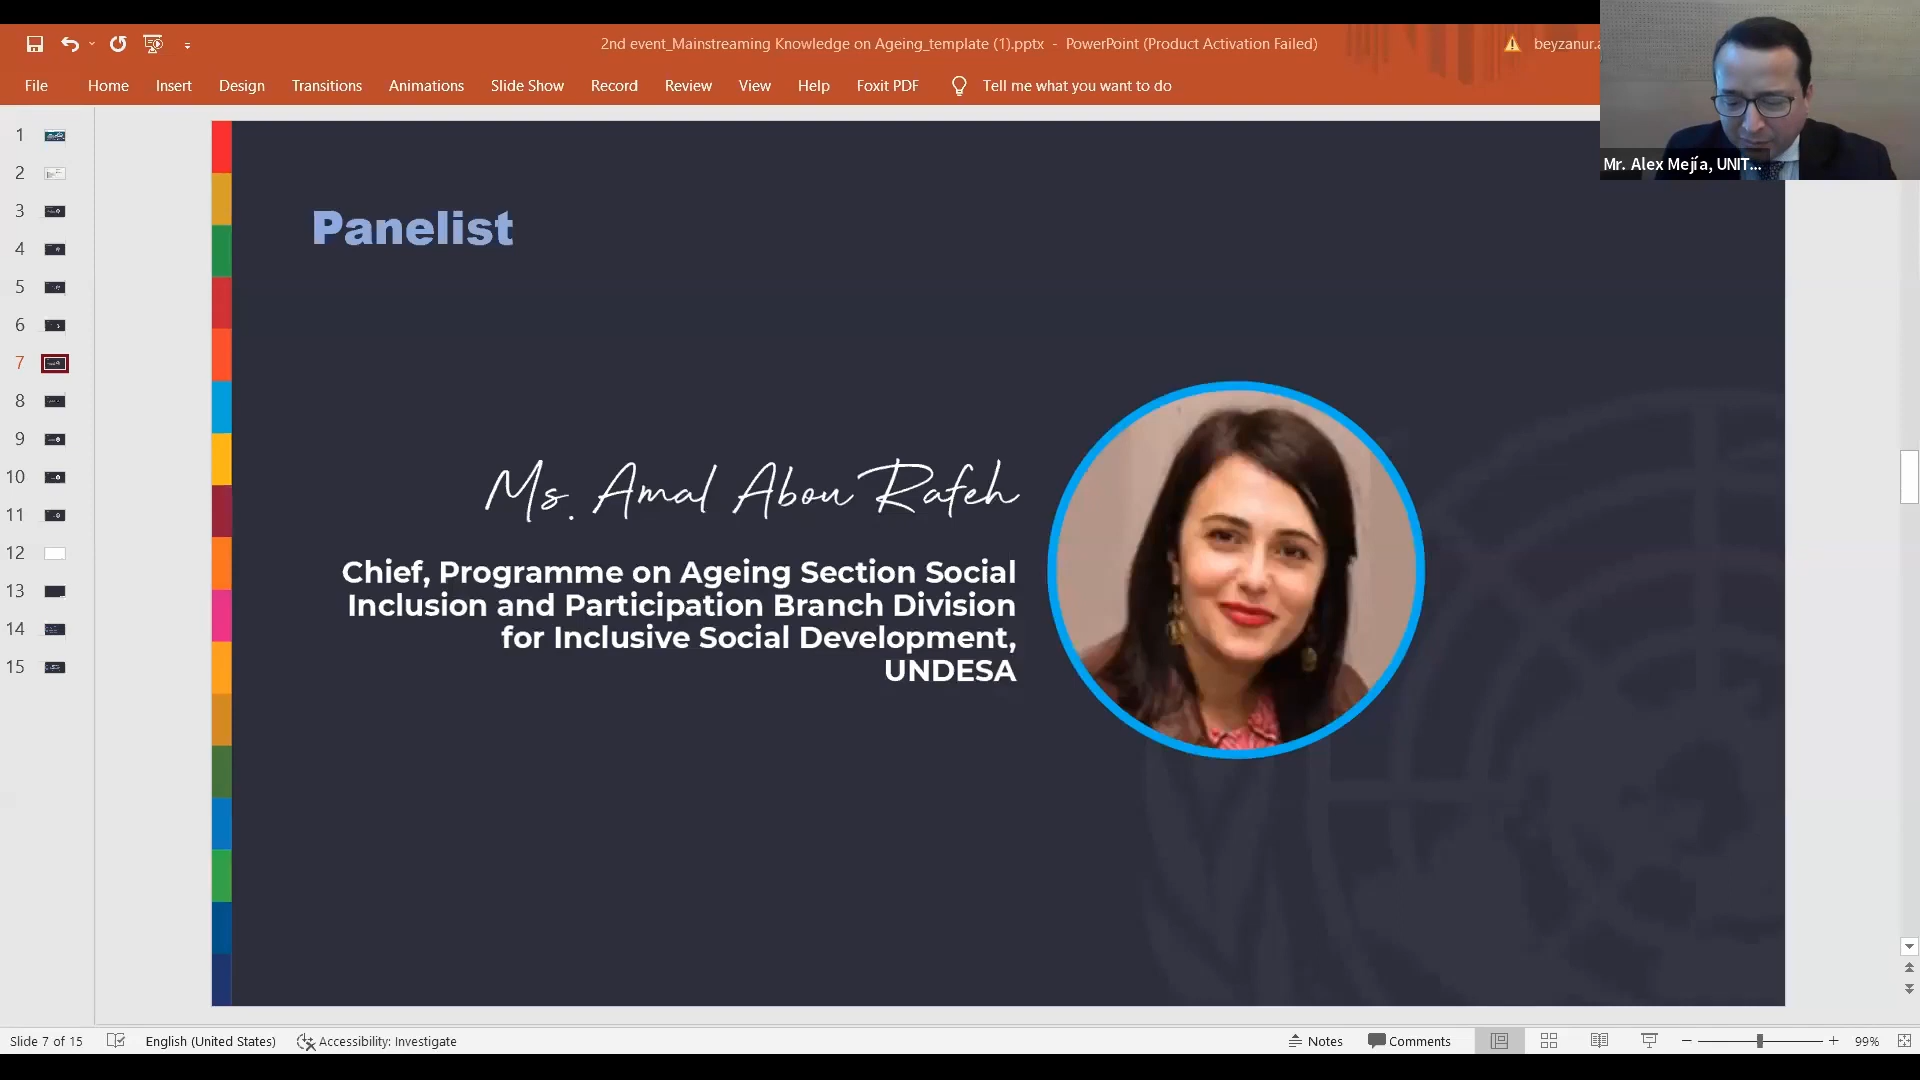 2nd event_Mainstreaming Knowledge on Ageing_template (1).pptx - PowerPoint (Product Activation Failed)
beyzanur.a
File Home Insert Design Transitions Animations Slide Show Record Review View Help Foxit PDF Tell me what you want to do
Mr. Alex Mejía, UNIT...
1
2
3
4
5
6
7
8
9
10
11
12
13
14
15
Panelist
Ms. Amal Abou Rafeh
Chief, Programme on Ageing Section Social
Inclusion and Participation Branch Division
for Inclusive Social Development,
UNDESA
Slide 7 of 15 English (United States) Accessibility: Investigate Notes Comments 99%